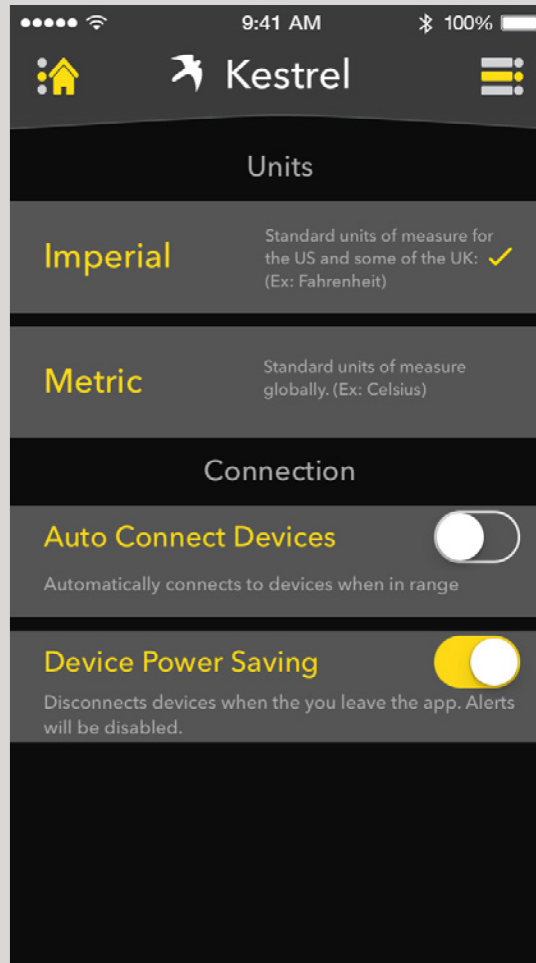 9:41 AM
100%
Kestrel
Units
Imperial
Standard units of measure for
the US and some of the UK:
(Ex: Fahrenheit)
Metric
Standard units of measure
globally. (Ex: Celsius)
Connection
Auto Connect Devices
Automatically connects to devices when in range
Device Power Saving
Disconnects devices when the you leave the app. Alerts
will be disabled.